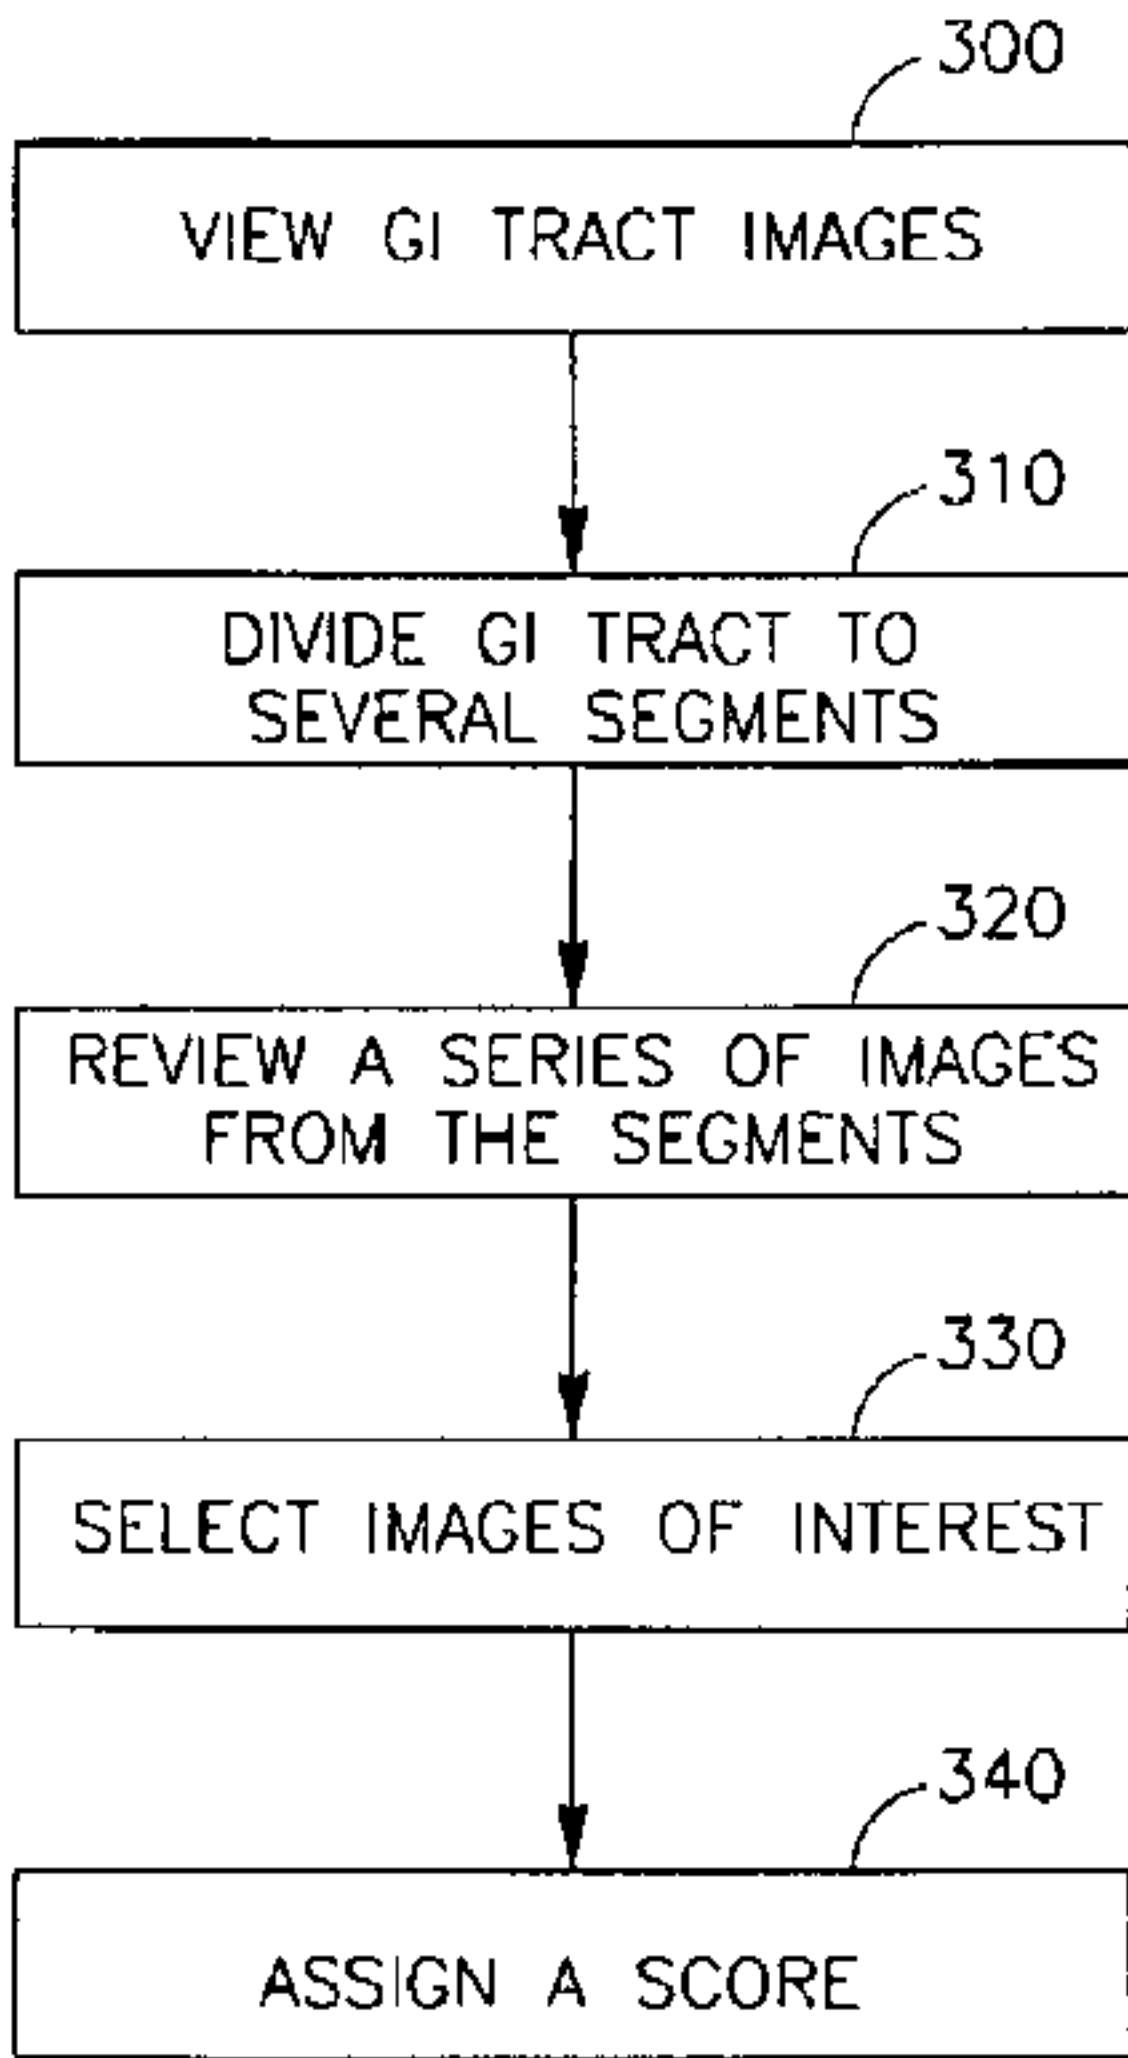 300
VIEW GI TRACT IMAGES
310
DIVIDE GI TRACT TO
SEVERAL SEGMENTS
320
REVIEW A SERIES OF IMAGES
FROM THE SEGMENTS
330
SELECT IMAGES OF INTEREST
340
ASSIGN A SCORE